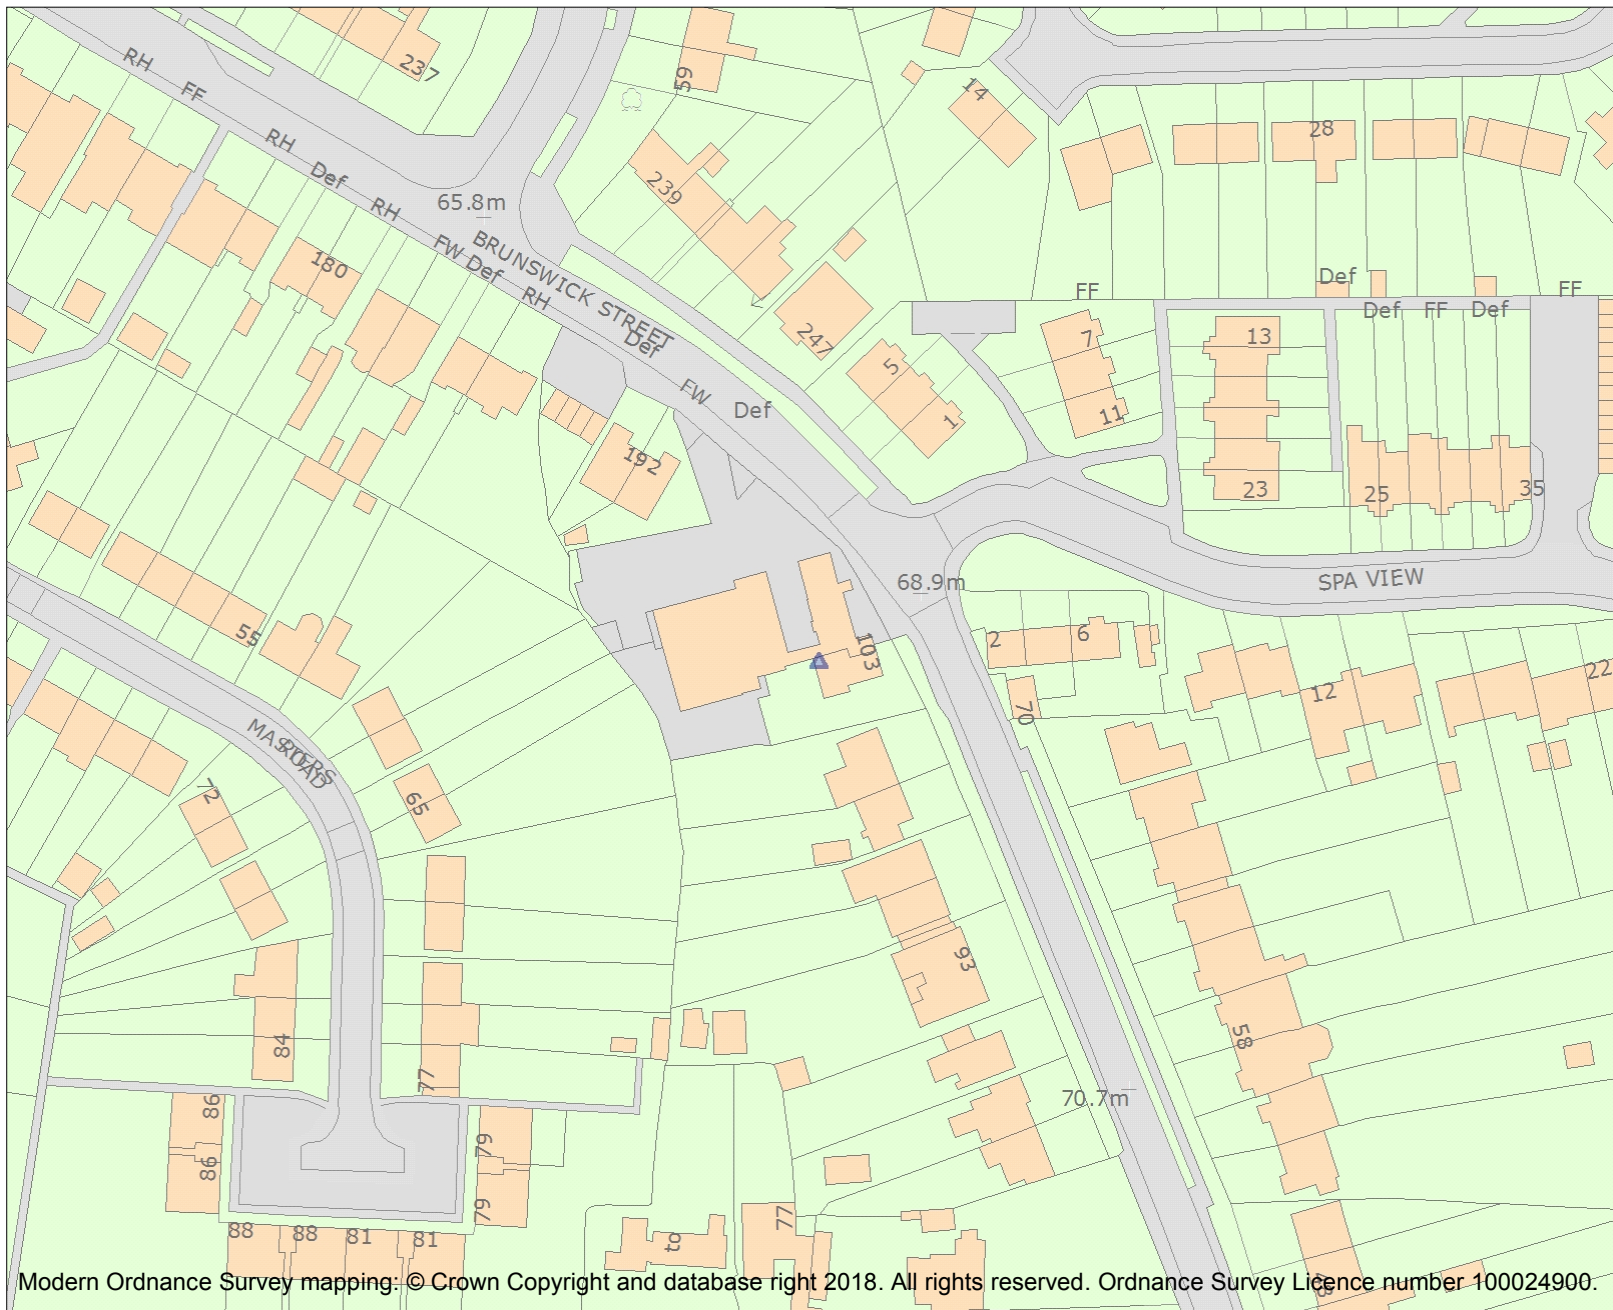 237
59
RH
FF
14
RH
28
Def
239
RH
65.8m
BRUNSWICK STREET
FW
Def
180
RH
Def
FF
FF
Def
FF
Def
Def
247
7
13
5
FW
Def
11
1
192
25
35
23
68.9m
SPA VIEW
55
103
2
6
22
12
70
MASTERS
ROAD
72
65
93
84
58
77
70.7m
86
79
86
79
77
88
88
81
81
to
48
Modern Ordnance Survey mapping: © Crown Copyright and database right 2018. All rights reserved. Ordnance Survey Licence number 100024900.